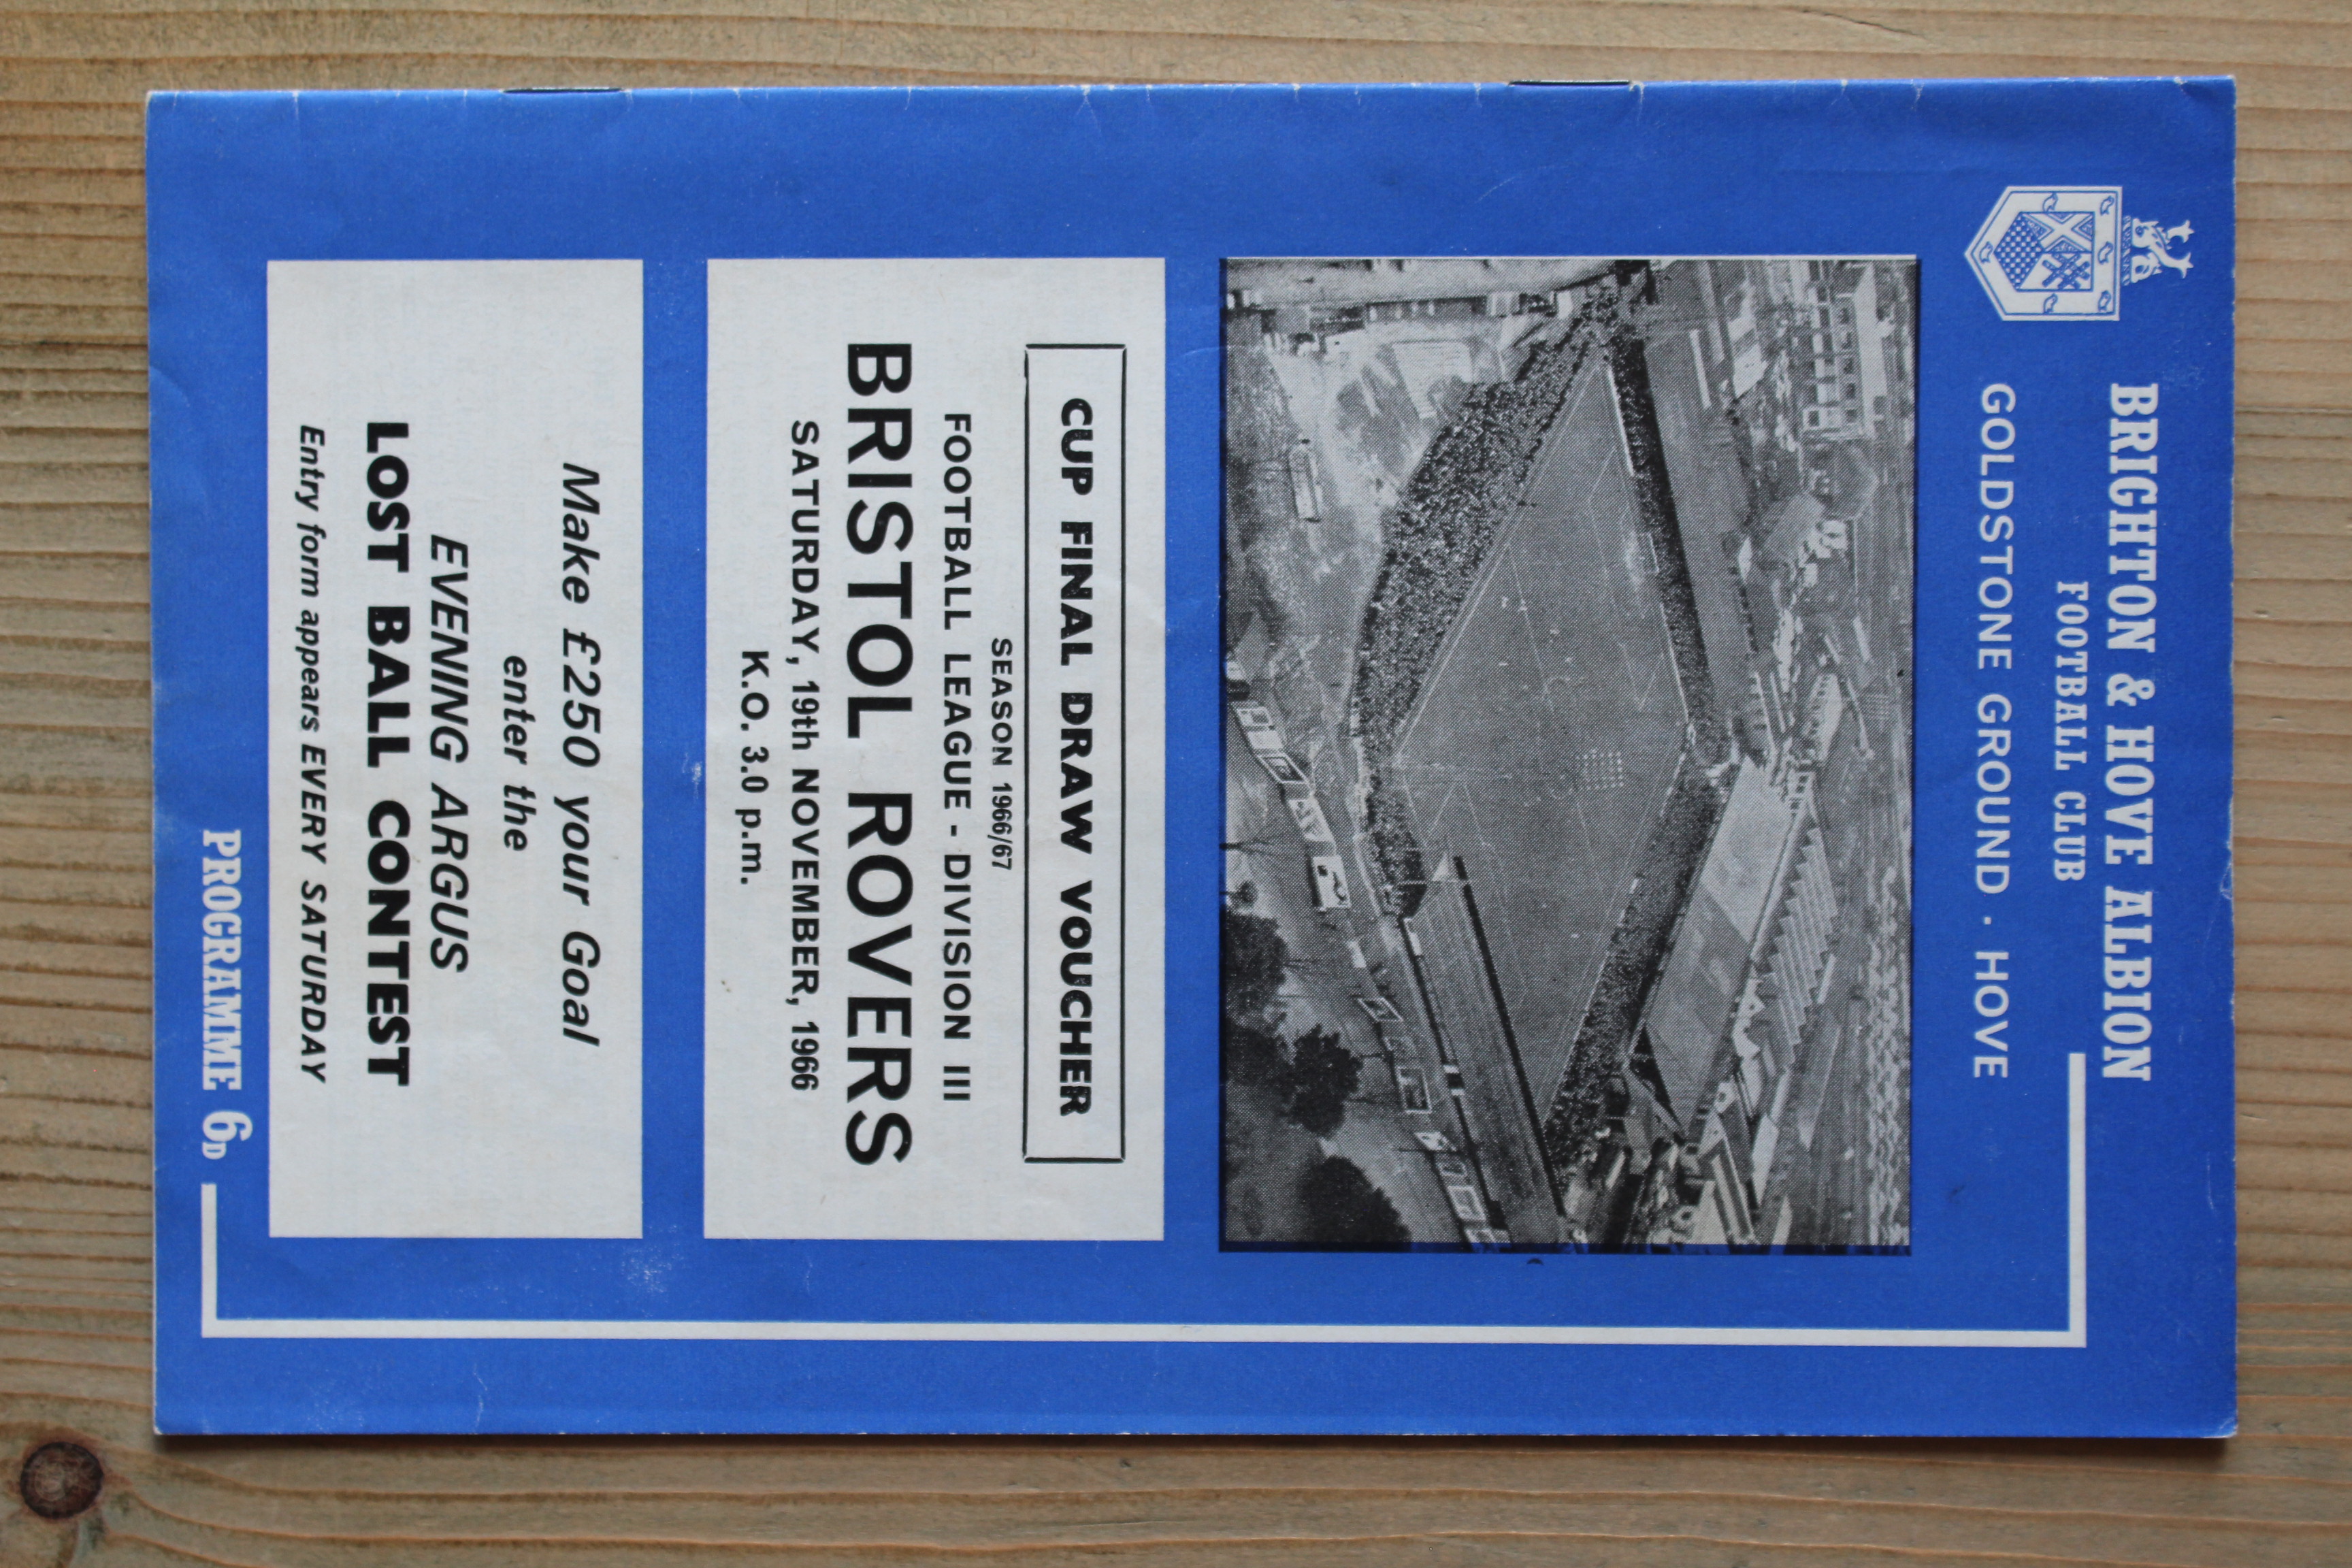 BRIGHTON & HOVE ALBION
FOOTBALL CLUB
GOLDSTONE GROUND · HOVE
CUP FINAL DRAW VOUCHER
SEASON 1966/67
FOOTBALL LEAGUE - DIVISION III
BRISTOL ROVERS
SATURDAY, 19th NOVEMBER, 1966
K.O. 3.0 p.m.
Make £250 your Goal
enter the
EVENING ARGUS
LOST BALL CONTEST
Entry form appears EVERY SATURDAY
PROGRAMME 6D